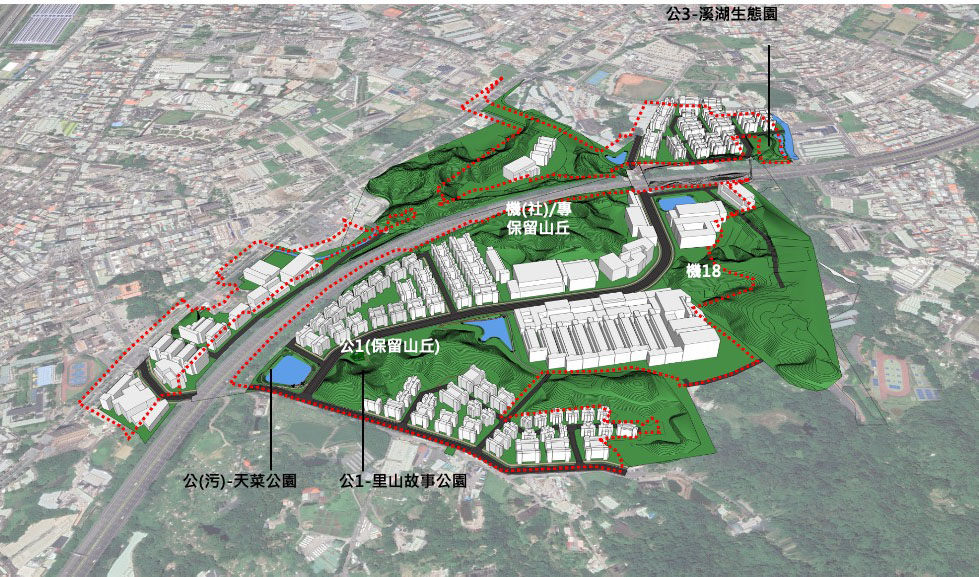 公3-溪湖生態園
機(社)/專
保留山丘
機18
公1(保留山丘)
公(污)-天菜公園
公1-里山故事公園